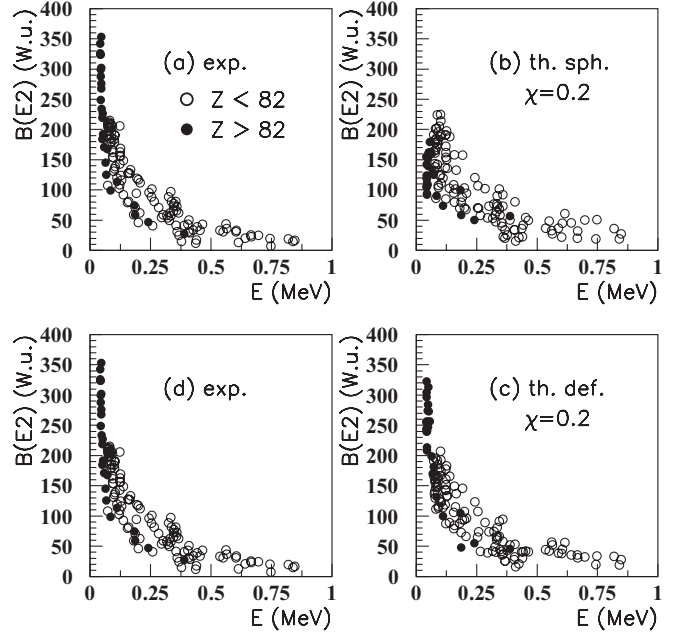 B(E2) (W.u.)
400
350
300
250
200
150
100
50
0
(a) exp.
Z < 82
Z > 82
0 0.25 0.5 0.75 1
E (MeV)
B(E2) (W.u.)
400
350
300
250
200
150
100
50
0
(b) th. sph.
χ=0.2
0 0.25 0.5 0.75 1
E (MeV)
B(E2) (W.u.)
400
350
300
250
200
150
100
50
0
(d) exp.
0 0.25 0.5 0.75 1
E (MeV)
B(E2) (W.u.)
400
350
300
250
200
150
100
50
0
(c) th. def.
χ=0.2
0 0.25 0.5 0.75 1
E (MeV)